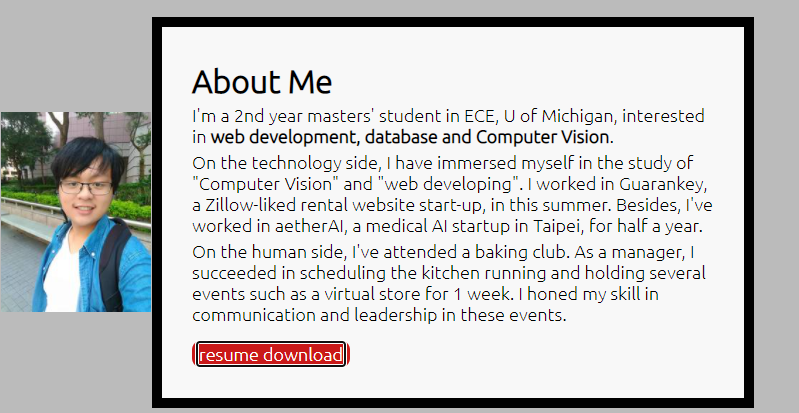 About Me
I'm a 2nd year masters' student in ECE, U of Michigan, interested
in web development, database and Computer Vision.
On the technology side, I have immersed myself in the study of
"Computer Vision" and "web developing". I worked in Guarankey,
a Zillow-liked rental website start-up, in this summer. Besides, I've
worked in aetherAI, a medical AI startup in Taipei, for half a year.
On the human side, I've attended a baking club. As a manager, I
succeeded in scheduling the kitchen running and holding several
events such as a virtual store for 1 week. I honed my skill in
communication and leadership in these events.
resume download